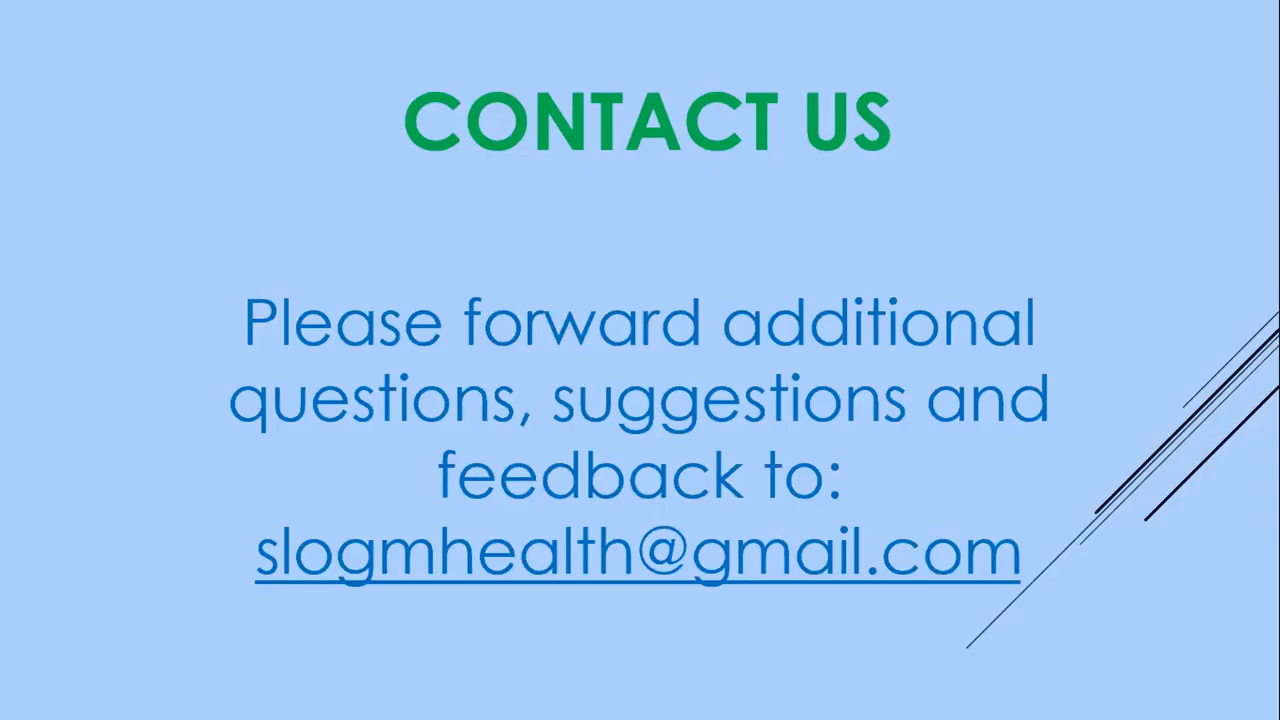 CONTACT US
Please forward additional
questions, suggestions and
feedback to:
slogmhealth@gmail.com